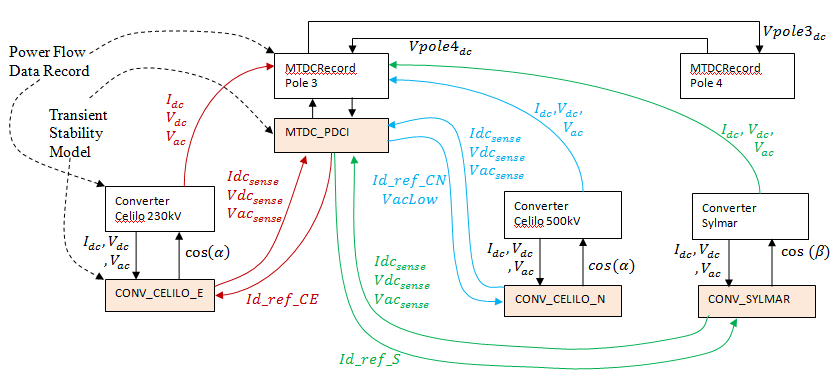 Power Flow
Data Record
Transient
Stability
Model
Vpole3dc
Vpole4dc
MTDCRecord
Pole 3
MTDCRecord
Pole 4
MTDC_PDCI
Idc
Vdc
Vac
Idcsense
Vdcsense
Vacsense
Idcsense
Vdcsense
Vacsense
Idc, Vdc,
Vac
Idc, Vdc,
Vac
Id_ref_CN
VacLow
Converter
Celilo 230kV
Converter
Celilo 500kV
Converter
Sylmar
Idc, Vdc
, Vac
cos(α)
Idcsense
Vdcsense
Vacsense
Idc, Vdc
, Vac
cos(α)
Idc, Vdc
, Vac
cos (β)
CONV_CELILO_E
Id_ref_CE
CONV_CELILO_N
CONV_SYLMAR
Id_ref_S